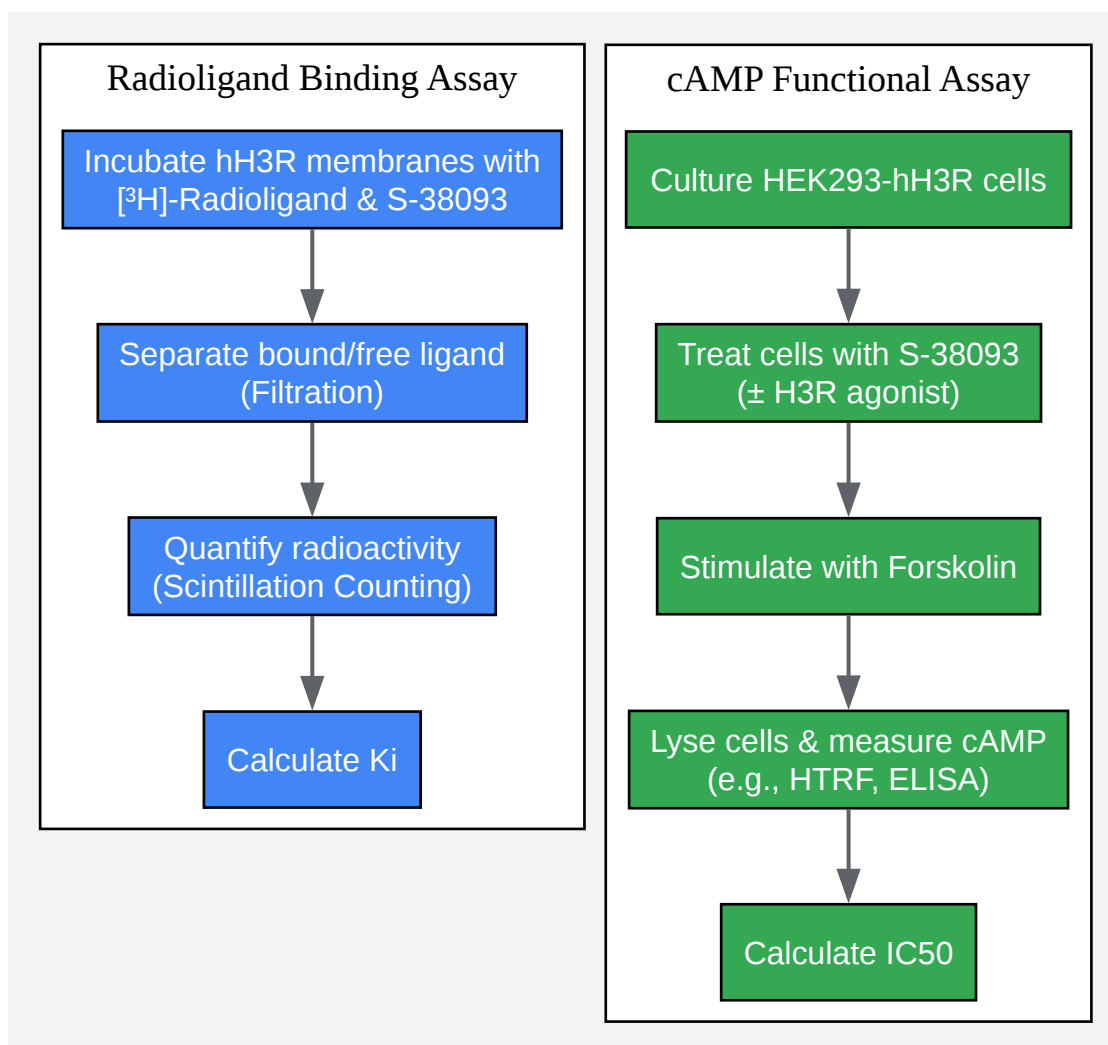 Radioligand Binding Assay
Incubate hH3R membranes with
[³H]-Radioligand & S-38093
Separate bound/free ligand
(Filtration)
Quantify radioactivity
(Scintillation Counting)
Calculate Ki
cAMP Functional Assay
Culture HEK293-hH3R cells
Treat cells with S-38093
(± H3R agonist)
Stimulate with Forskolin
Lyse cells & measure cAMP
(e.g., HTRF, ELISA)
Calculate IC50